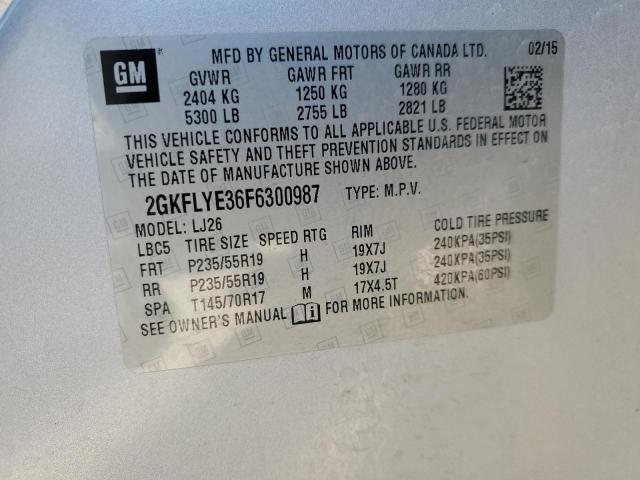 GM
MFD BY GENERAL MOTORS OF CANADA LTD. 02/15
GVWR GAWR FRT GAWR RR
2404 KG 1250 KG 1280 KG
5300 LB 2755 LB 2821 LB
THIS VEHICLE CONFORMS TO ALL APPLICABLE U.S. FEDERAL MOTOR
VEHICLE SAFETY AND THEFT PREVENTION STANDARDS IN EFFECT ON
THE DATE OF MANUFACTURE SHOWN ABOVE.
2GKFLYE36F6300987 TYPE: M.P.V.
MODEL: LJ26
LBC5 TIRE SIZE SPEED RTG RIM COLD TIRE PRESSURE
FRT P235/55R19 H 19X7J 240KPA(35PSI)
RR P235/55R19 H 19X7J 240KPA(35PSI)
SPA T145/70R17 M 17X4.5T 420KPA(60PSI)
SEE OWNER'S MANUAL i FOR MORE INFORMATION.